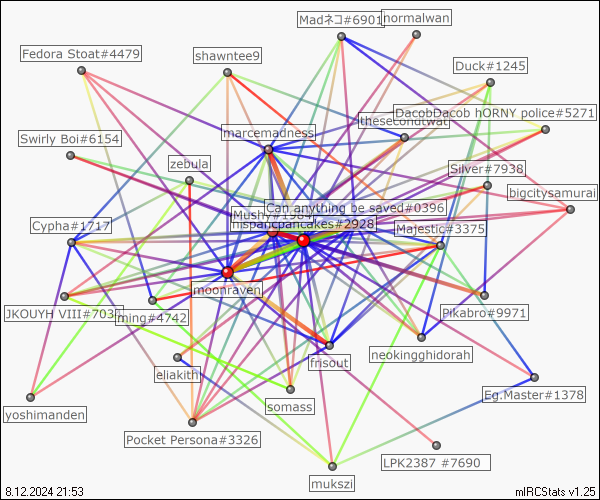 Madネコ#6901
normalwan
Fedora Stoat#4479
shawntee9
Duck#1245
DacobDacob hORNY police#5271
itheseconutwat
marcemadness
Swirly Boi#6154
zebula
Silver#7938
bigcitysamurai
Can anything be saved#0396
Mushy#1984
Cypha#1717
mspancpancakes#2928
Majestic#3375
moonraven
JKOUYH VIII#703
ming#4742
Pikabro#9971
neokingghidorah
frisout
eliakith
Eg.Master#1378
somass
yoshimanden
Pocket Persona#3326
LPK2387 #7690
mukszi
8.12.2024 21:53
mIRCStats v1.25